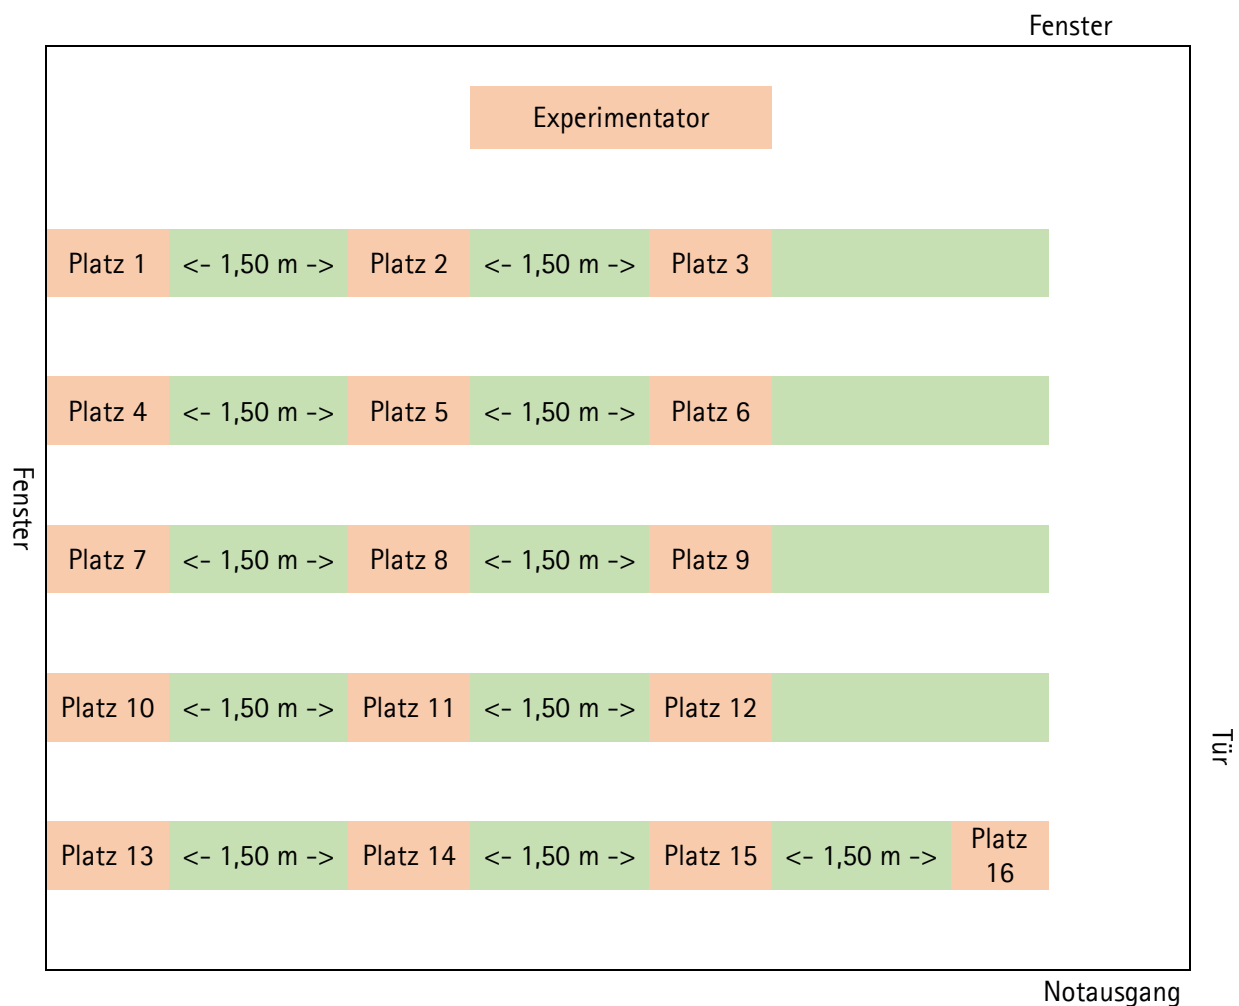 Fenster
Experimentator
Platz 1 <- 1,50 m -> Platz 2 <- 1,50 m -> Platz 3
Platz 4 <- 1,50 m -> Platz 5 <- 1,50 m -> Platz 6
Fenster
Platz 7 <- 1,50 m -> Platz 8 <- 1,50 m -> Platz 9
Platz 10 <- 1,50 m -> Platz 11 <- 1,50 m -> Platz 12
Tür
Platz 13 <- 1,50 m -> Platz 14 <- 1,50 m -> Platz 15 <- 1,50 m -> Platz
16
Notausgang